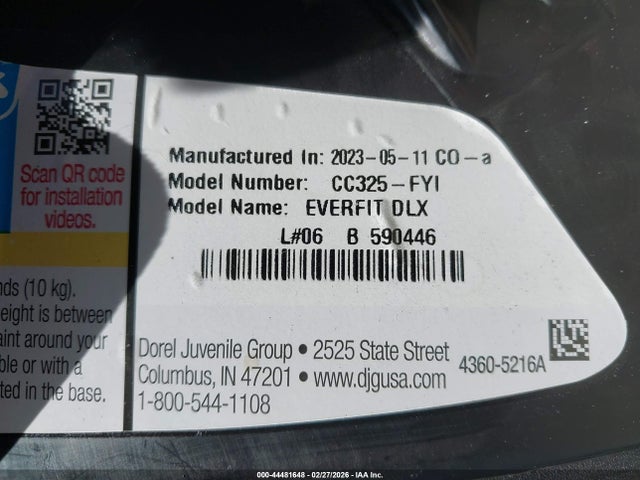 Scan QR code
for installation
videos.
nds (10 kg).
eight is between
aint around your
ble or with a
ted in the base.
Manufactured In: 2023-05-11 CO-a
Model Number: CC325-FYI
Model Name: EVERFIT DLX
L#06 B 590446
Dorel Juvenile Group • 2525 State Street
Columbus, IN 47201 • www.djgusa.com
1-800-544-1108
4360-5216A
000-44481648 - 02/27/2026 - IAA Inc.